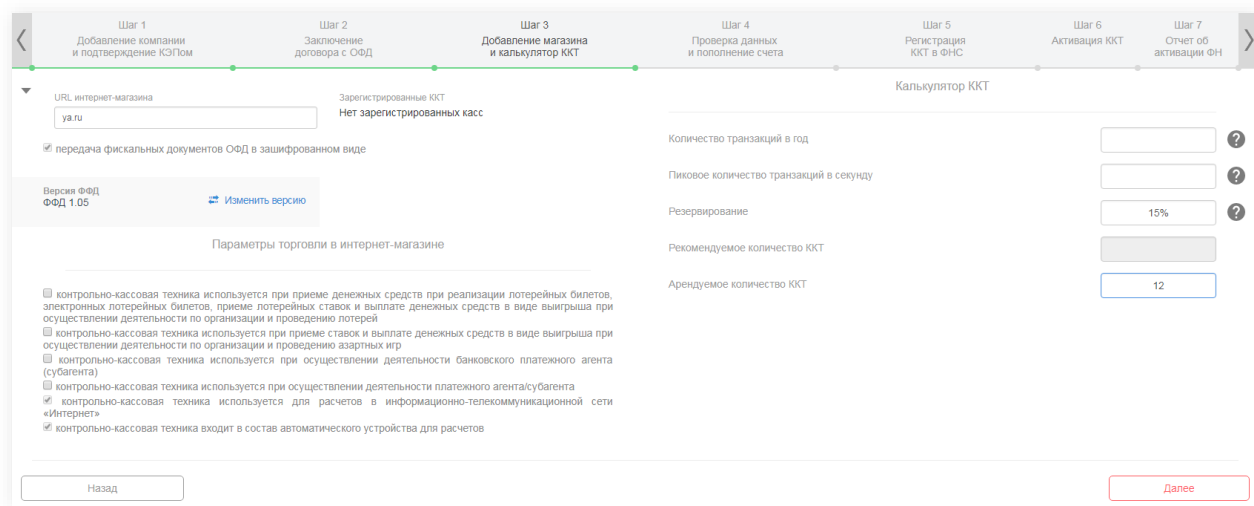 Шаг 1
Добавление компании
и подтверждение КЭПом
Шаг 2
Заключение
договора с ОФД
Шаг 3
Добавление магазина
и калькулятор ККТ
Шаг 4
Проверка данных
и пополнение счета
Шаг 5
Регистрация
ККТ в ФНС
Шаг 6
Активация ККТ
Шаг 7
Отчет об
активации ФН
URL интернет-магазина
ya.ru
Зарегистрированные ККТ
Нет зарегистрированных касс
передача фискальных документов ОФД в зашифрованном виде
Версия ФФД
ФФД 1.05
Изменить версию
Параметры торговли в интернет-магазине
контрольно-кассовая техника используется при приеме денежных средств при реализации лотерейных билетов,
электронных лотерейных билетов, приеме лотерейных ставок и выплате денежных средств в виде выигрыша при
осуществлении деятельности по организации и проведению лотерей
контрольно-кассовая техника используется при приеме ставок и выплате денежных средств в виде выигрыша при
осуществлении деятельности по организации и проведению азартных игр
контрольно-кассовая техника используется при осуществлении деятельности банковского платежного агента
(субагента)
контрольно-кассовая техника используется при осуществлении деятельности платежного агента/субагента
контрольно-кассовая техника используется для расчетов в информационно-телекоммуникационной сети
«Интернет»
контрольно-кассовая техника входит в состав автоматического устройства для расчетов
Калькулятор ККТ
Количество транзакций в год
?
Пиковое количество транзакций в секунду
?
Резервирование
15%
?
Рекомендуемое количество ККТ
Арендуемое количество ККТ
12
Назад
Далее